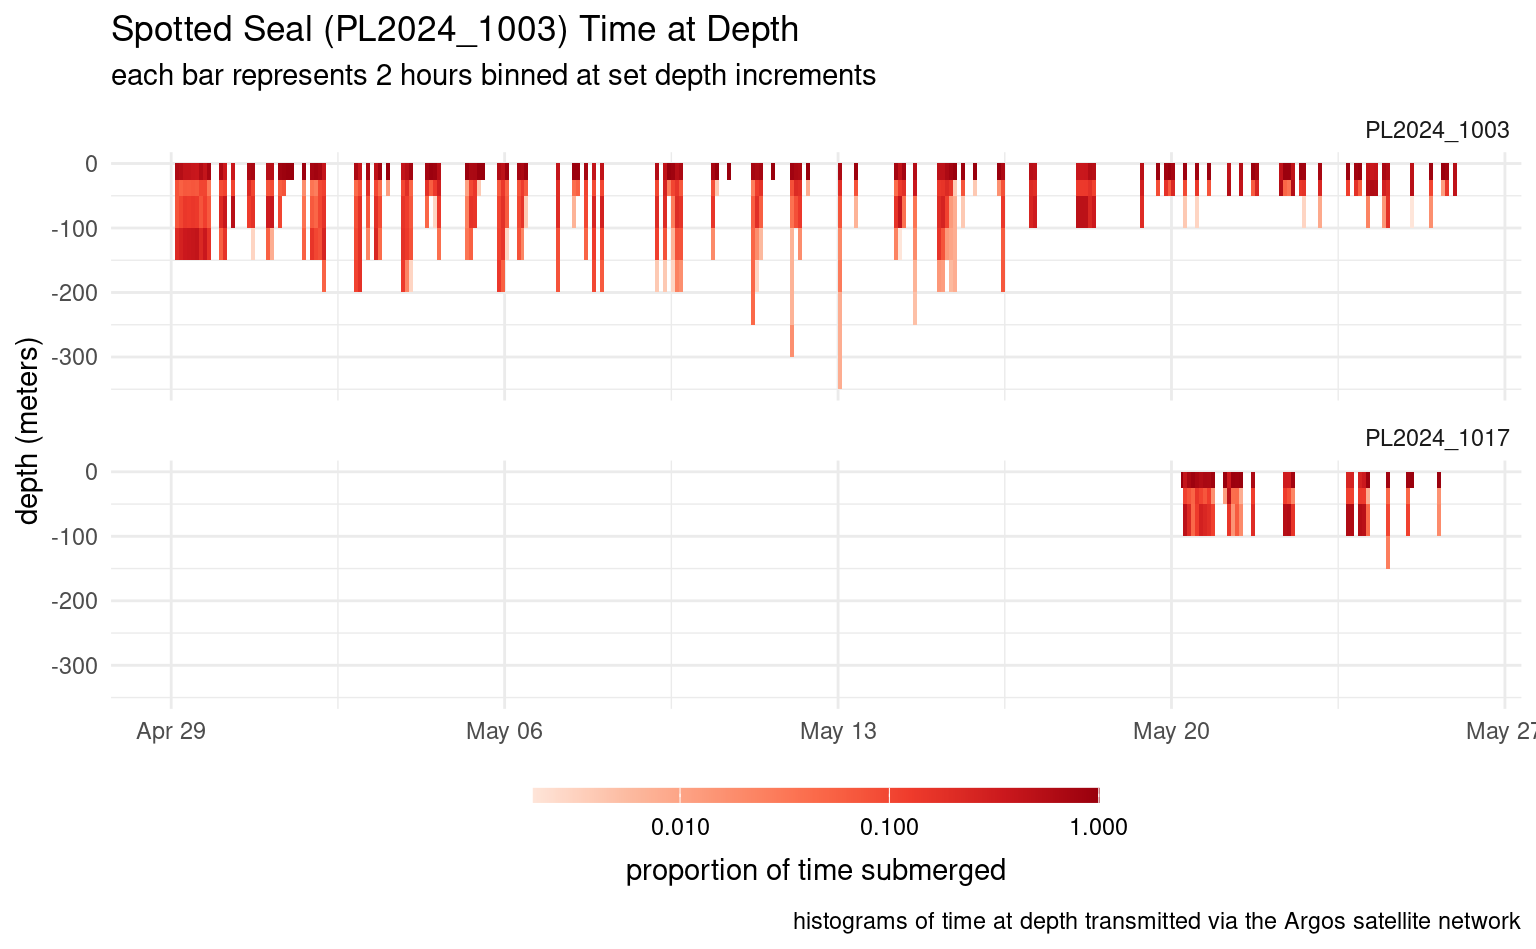 Spotted Seal (PL2024_1003) Time at Depth
each bar represents 2 hours binned at set depth increments
PL2024_1003
0
-100
-200
-300
depth (meters)
PL2024_1017
0
-100
-200
-300
Apr 29 May 06 May 13 May 20 May 27
0.010 0.100 1.000
proportion of time submerged
histograms of time at depth transmitted via the Argos satellite network